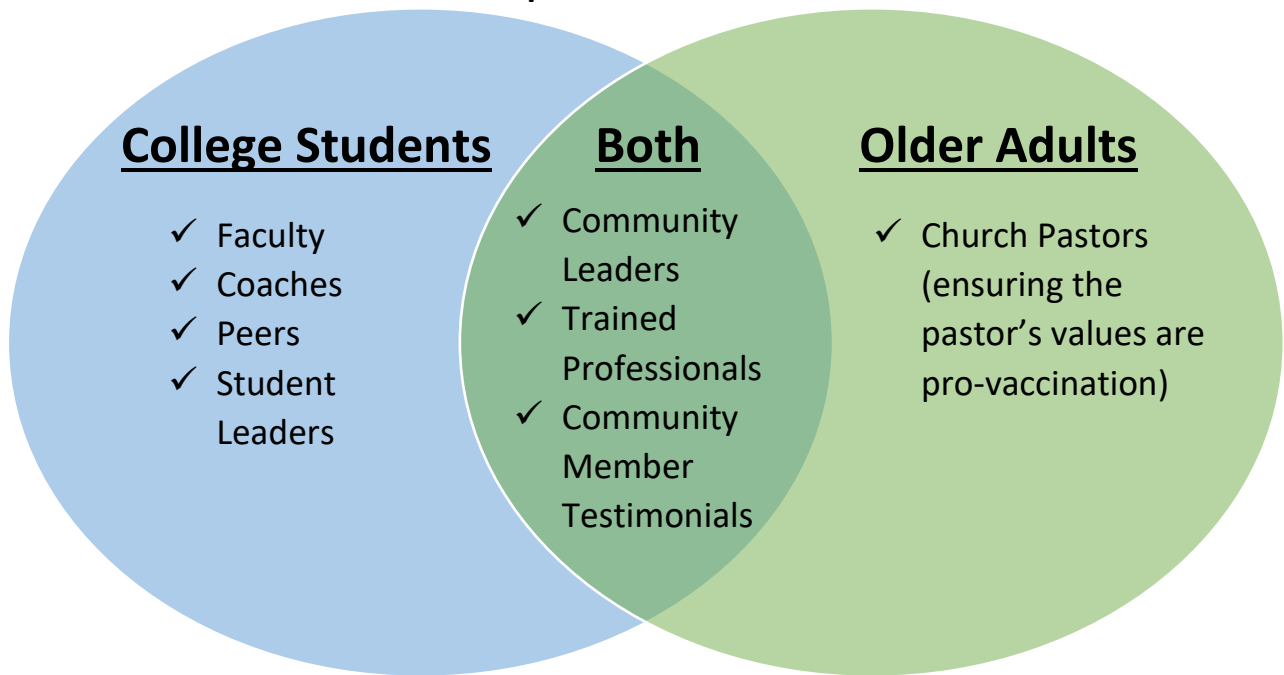 College Students
✓ Faculty
✓ Coaches
✓ Peers
✓ Student
Leaders
Both
✓ Community
Leaders
✓ Trained
Professionals
✓ Community
Member
Testimonials
Older Adults
✓ Church Pastors
(ensuring the
pastor’s values are
pro-vaccination)